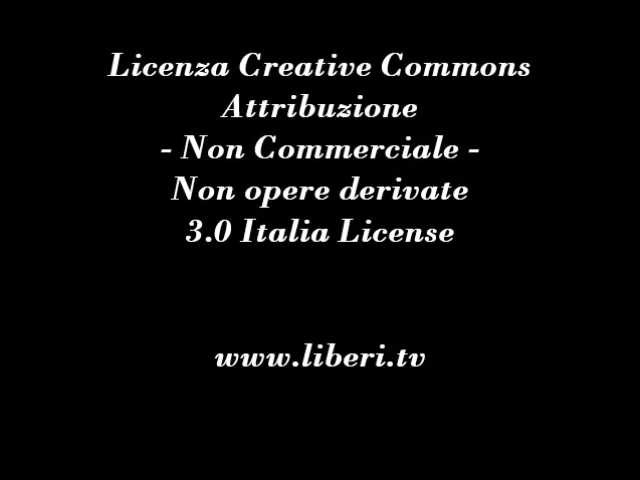 Licenza Creative Commons
Attribuzione
- Non Commerciale -
Non opere derivate
3.0 Italia License
www.liberi.tv